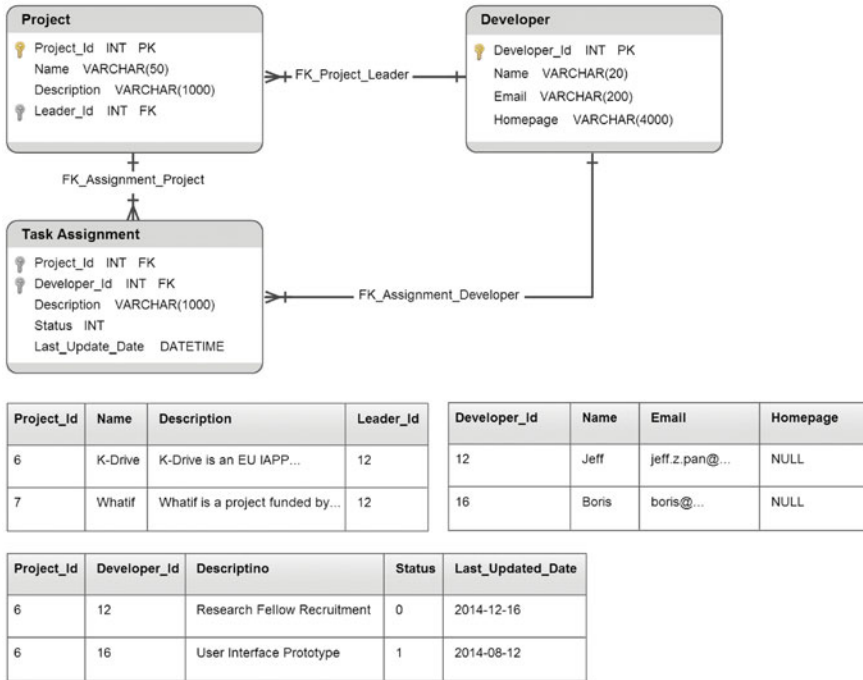 Project
Project_Id INT PK
Name VARCHAR(50)
Description VARCHAR(1000)
Leader_Id INT FK
FK_Project_Leader
Developer
Developer_Id INT PK
Name VARCHAR(20)
Email VARCHAR(200)
Homepage VARCHAR(4000)
FK_Assignment_Project
Task Assignment
Project_Id INT FK
Developer_Id INT FK
Description VARCHAR(1000)
Status INT
Last_Update_Date DATETIME
FK_Assignment_Developer
Project_Id Name Description Leader_Id
6 K-Drive K-Drive is an EU IAPP... 12
7 Whatif Whatif is a project funded by... 12
Developer_Id Name Email Homepage
12 Jeff jeff.z.pan@... NULL
16 Boris boris@... NULL
Project_Id Developer_Id Descriptino Status Last_Updated_Date
6 12 Research Fellow Recruitment 0 2014-12-16
6 16 User Interface Prototype 1 2014-08-12